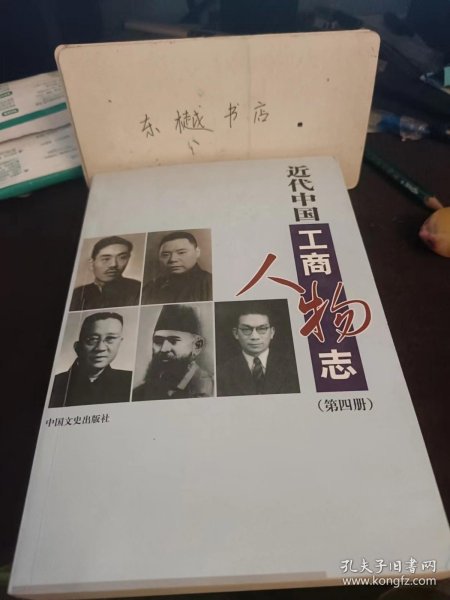 东樾书店
近代中国
工商
人物
志
(第四册)
中国文史出版社
孔夫子旧书网
www.kongfz.com